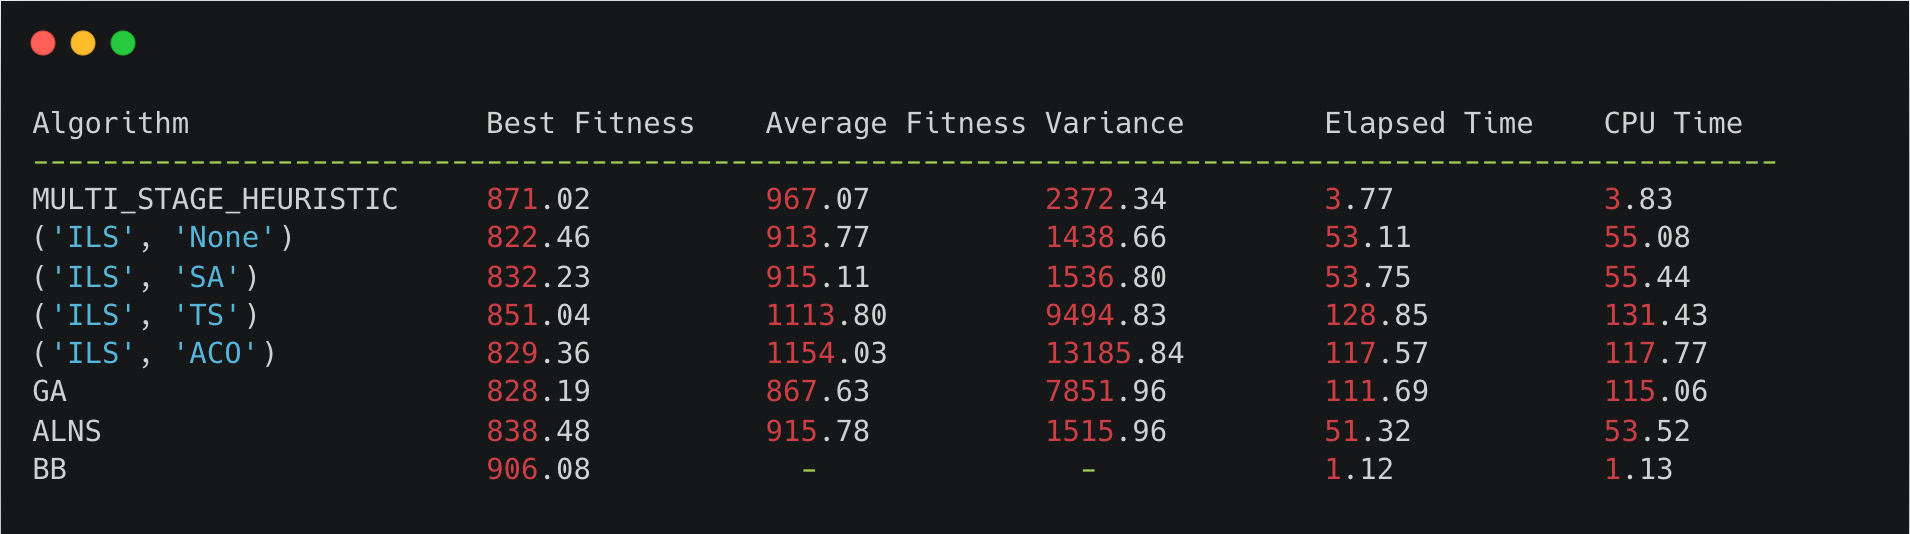 Algorithm Best Fitness Average Fitness Variance Elapsed Time CPU Time
----------------------------------------------------------------------------------------------------
MULTI_STAGE_HEURISTIC 871.02 967.07 2372.34 3.77 3.83
('ILS', 'None') 822.46 913.77 1438.66 53.11 55.08
('ILS', 'SA') 832.23 915.11 1536.80 53.75 55.44
('ILS', 'TS') 851.04 1113.80 9494.83 128.85 131.43
('ILS', 'ACO') 829.36 1154.03 13185.84 117.57 117.77
GA 828.19 867.63 7851.96 111.69 115.06
ALNS 838.48 915.78 1515.96 51.32 53.52
BB 906.08 - - 1.12 1.13